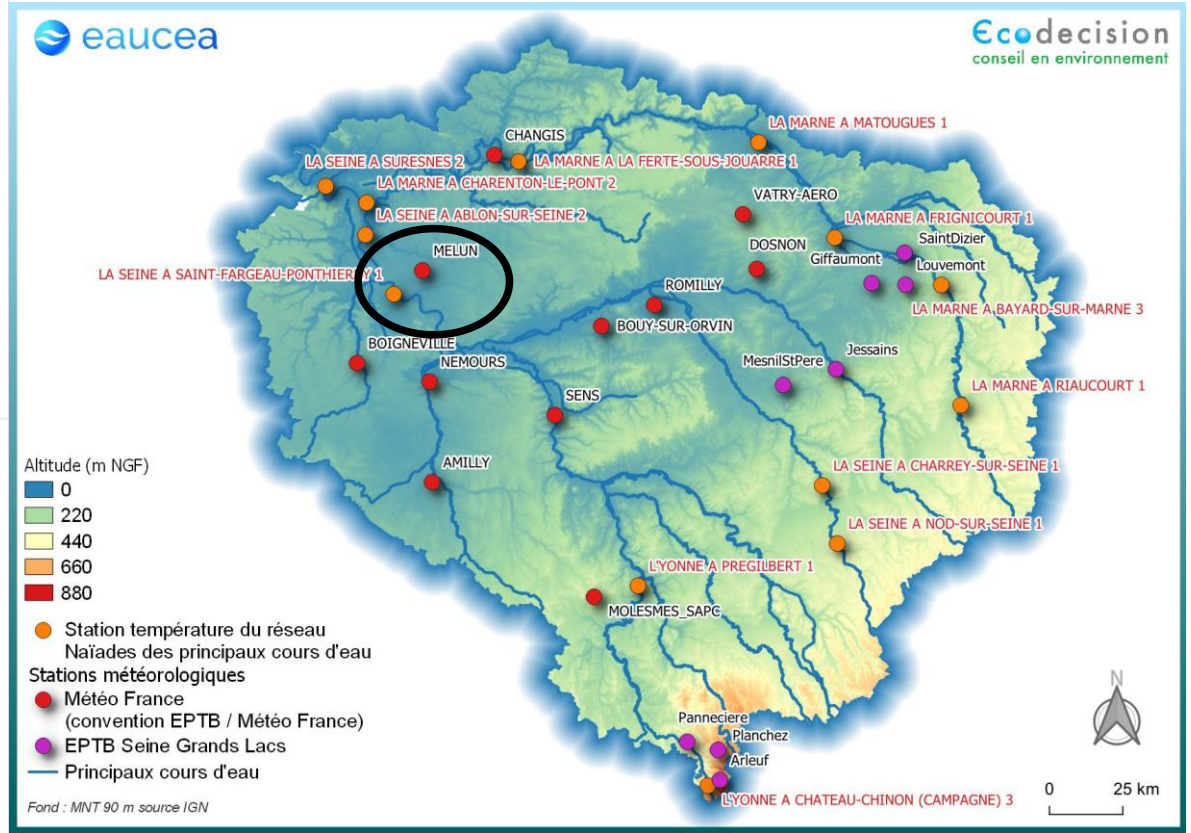 eaucea
Ecodecision
conseil en environnement
CHANGIS
LA MARNE A MATOUGUES 1
LA SEINE A SURESNES 2
LA MARNE A LA FERTE-SOUS-JOUARRE 1
LA MARNE A CHARENTON-LE-PONT 2
VATRY-AERO
LA SEINE A ABLON-SUR-SEINE 2
LA MARNE A FRIGNICOURT 1
MELUN
DOSNON
SaintDizier
Giffaumont
Louvemont
LA SEINE A SAINT-FARGEAU-PONTHIERRY 1
ROMILLY
LA MARNE A BAYARD-SUR-MARNE 3
BOUY-SUR-ORVIN
BOIGNEVILLE
NEMOURS
MesnilStPere
Jessains
SENS
LA MARNE A RIAUCOURT 1
AMILLY
LA SEINE A CHARREY-SUR-SEINE 1
LA SEINE A NOD-SUR-SEINE 1
L'YONNE A PREGILBERT 1
MOLESMES_SAPC
Panneciere
Planchez
Arleuf
L'YONNE A CHATEAU-CHINON (CAMPAGNE) 3
Altitude (m NGF)
0
220
440
660
880
Station température du réseau
Naïades des principaux cours d'eau
Stations météorologiques
Météo France
(convention EPTB / Météo France)
EPTB Seine Grands Lacs
Principaux cours d'eau
Fond : MNT 90 m source IGN
N
0 25 km